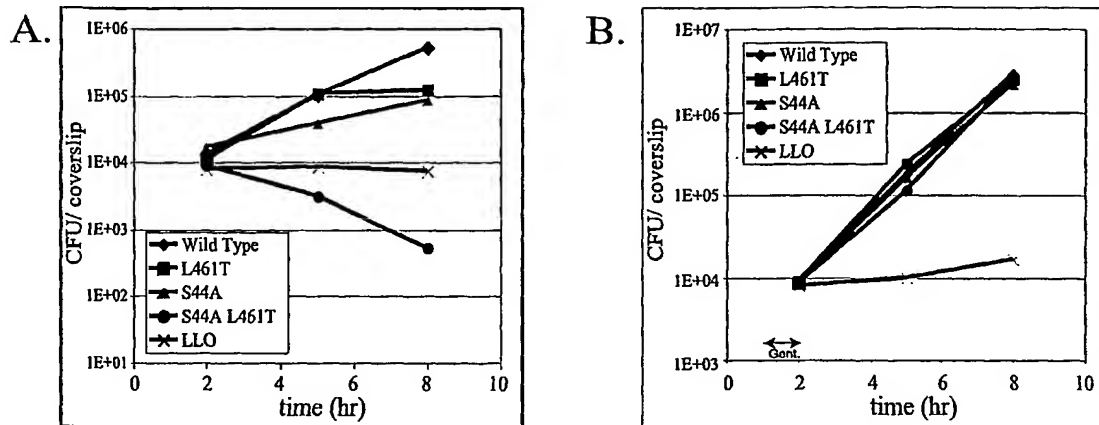 A.
1E+06
1E+05
1E+04
1E+03
1E+02
1E+01
CFU/ coverslip
Wild Type
L461T
S44A
S44A L461T
LLO
0 2 4 6 8 10
time (hr)
B.
1E+07
1E+06
1E+05
1E+04
1E+03
CFU/ coverslip
Wild Type
L461T
S44A
S44A L461T
LLO
Gent.
0 2 4 6 8 10
time (hr)